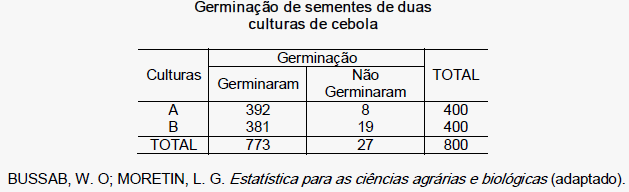 Germinação de sementes de duas
culturas de cebola
Culturas Germinação TOTAL
Germinaram Não Germinaram
A 392 8 400
B 381 19 400
TOTAL 773 27 800
BUSSAB, W. O; MORETIN, L. G. Estatística para as ciências agrárias e biológicas (adaptado).